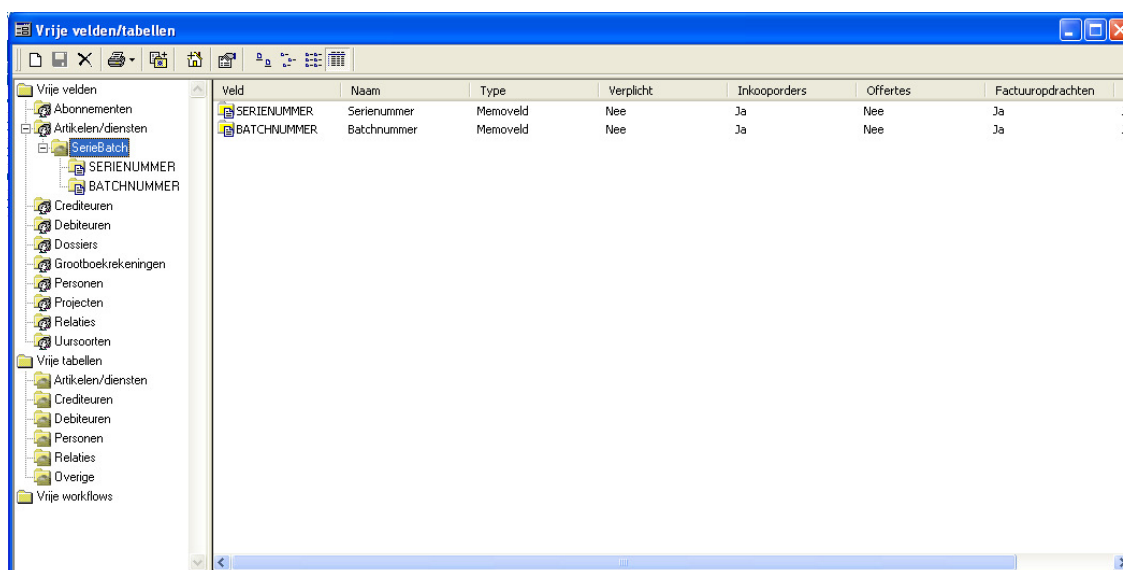 Vrije velden/tabellen
Vrije velden
Abonnementen
Artikelen/diensten
SerieBatch
SERIENUMMER
BATCHNUMMER
Crediteuren
Debiteuren
Dossiers
Grootboekrekeningen
Personen
Projecten
Relaties
Uursoorten
Vrije tabellen
Artikelen/diensten
Crediteuren
Debiteuren
Personen
Relaties
Overige
Vrije workflows
Veld Naam Type Verplicht Inkooporders Offertes Factuuropdrachten
SERIENUMMER Serienummer Memoveld Nee Ja Nee Ja
BATCHNUMMER Batchnummer Memoveld Nee Ja Nee Ja